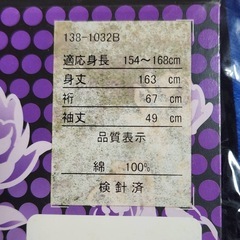 138-1032B
適応身長 154〜168cm
身丈 163 cm
裄 67 cm
袖丈 49 cm
品質表示
綿 100%
検針済